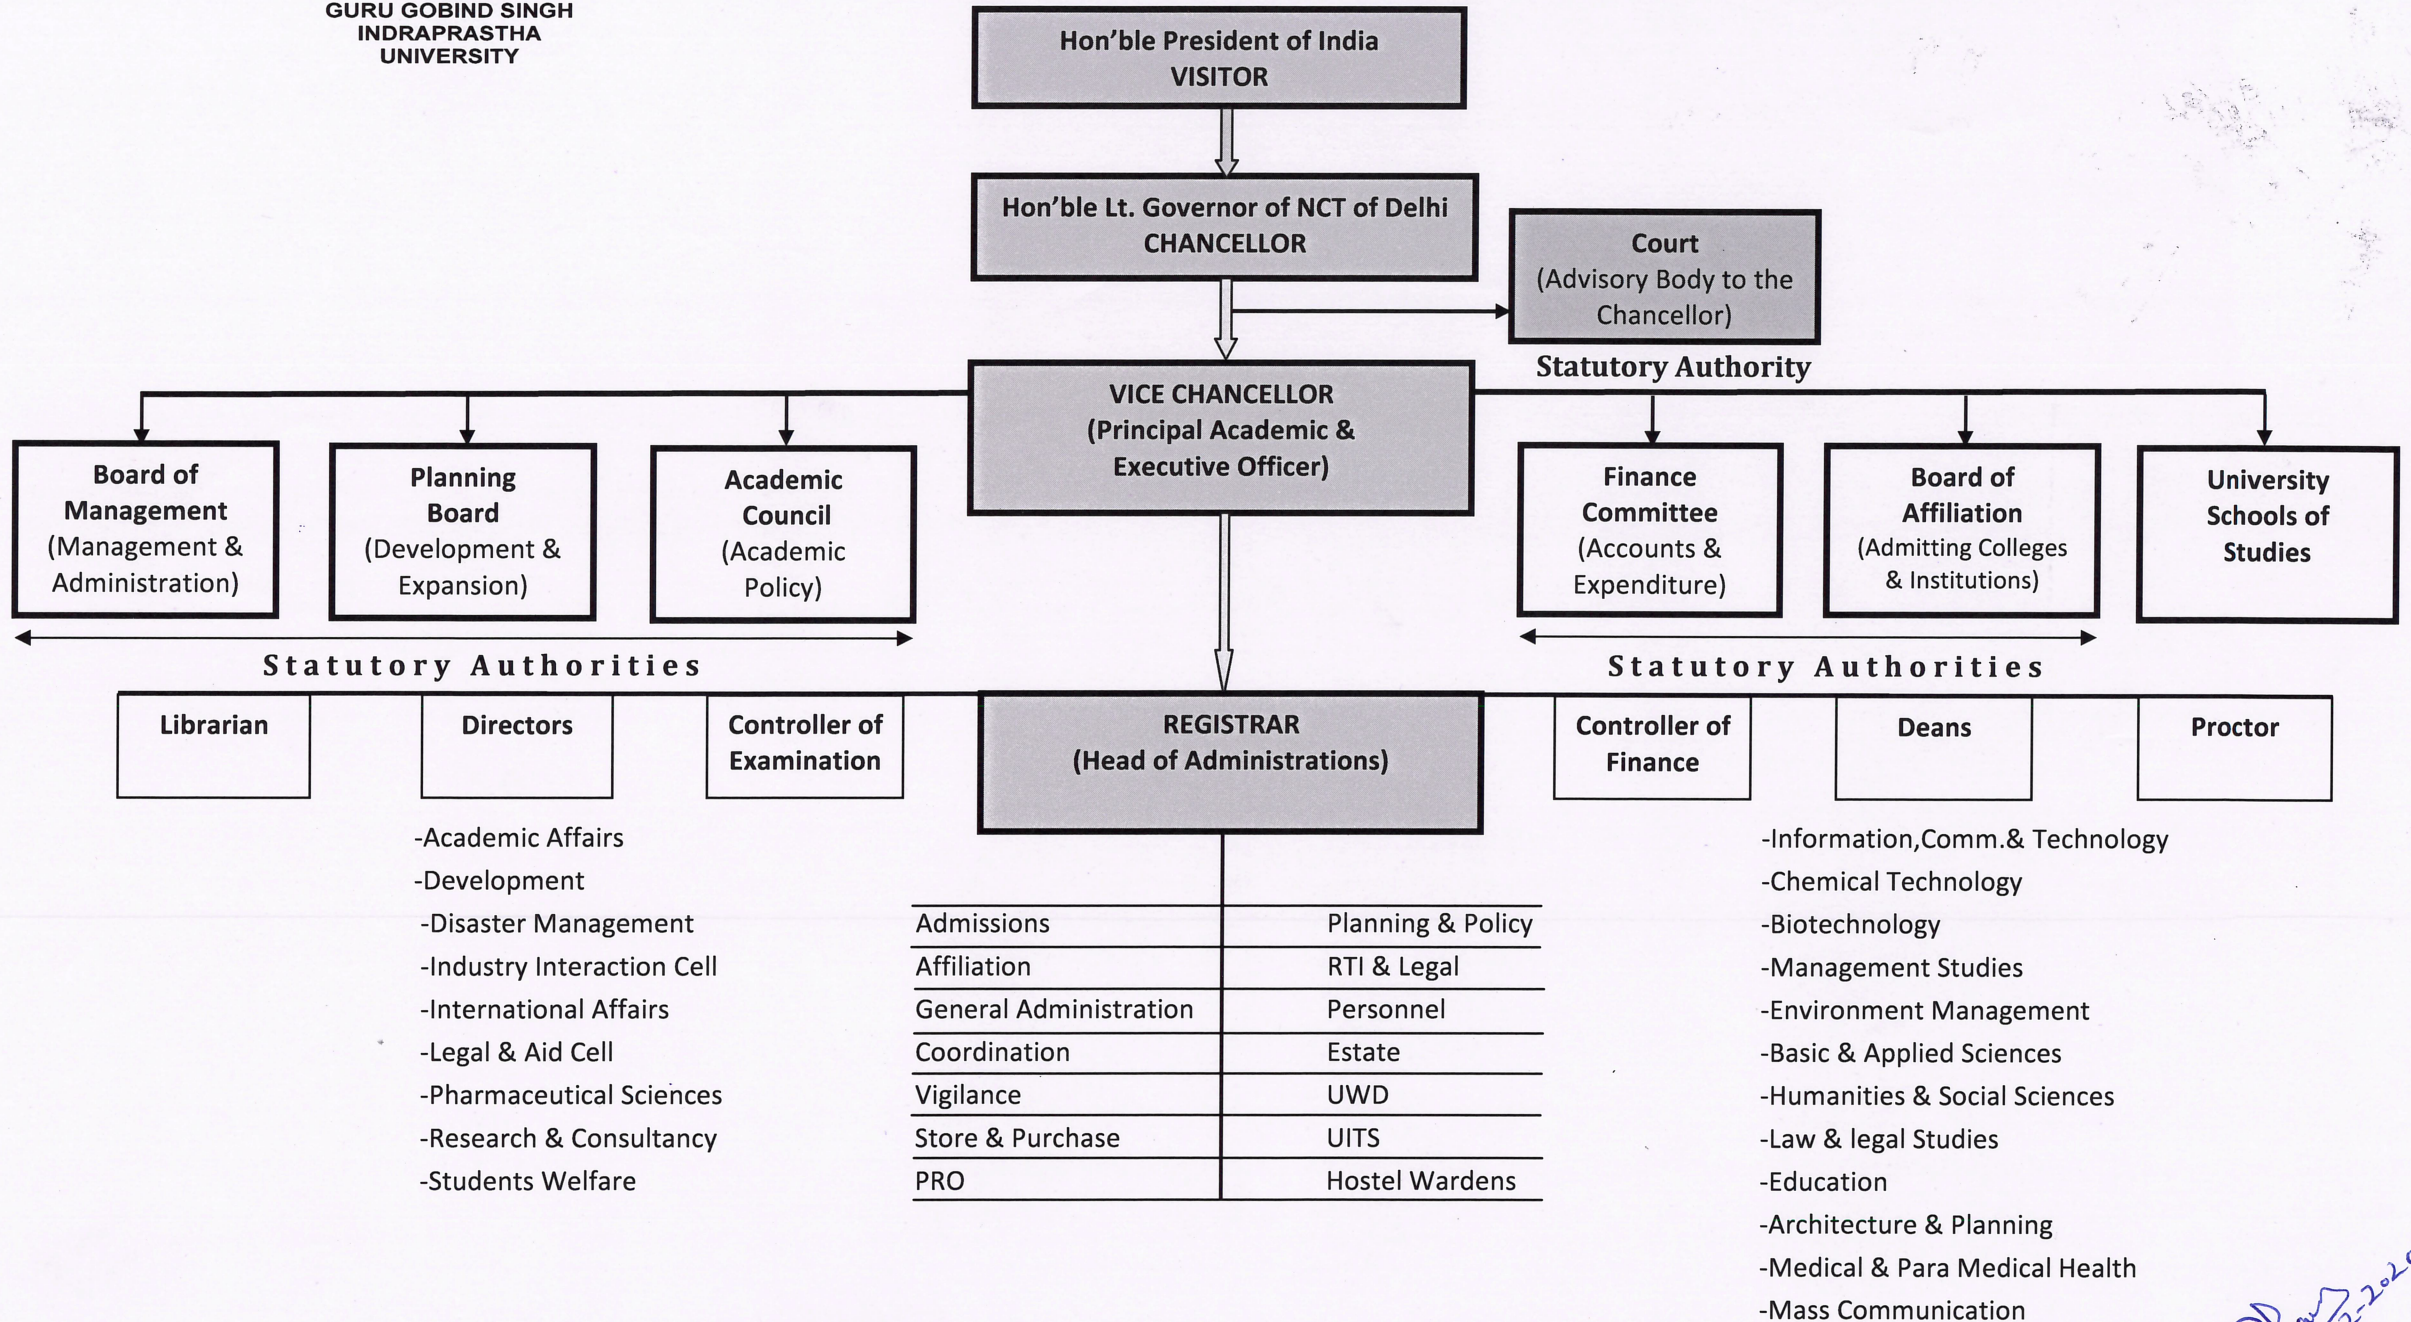 GURU GOBIND SINGH
INDRAPRASTHA
UNIVERSITY
Hon’ble President of India
VISITOR
Hon’ble Lt. Governor of NCT of Delhi
CHANCELLOR
Court
(Advisory Body to the
Chancellor)
Statutory Authority
VICE CHANCELLOR
(Principal Academic &
Executive Officer)
Board of
Management
(Management &
Administration)
Planning
Board
(Development &
Expansion)
Academic
Council
(Academic
Policy)
Finance
Committee
(Accounts &
Expenditure)
Board of
Affiliation
(Admitting Colleges
& Institutions)
University
Schools of
Studies
Statutory Authorities
Statutory Authorities
Librarian
Directors
Controller of
Examination
REGISTRAR
(Head of Administrations)
Controller of
Finance
Deans
Proctor
-Academic Affairs
-Development
-Disaster Management
-Industry Interaction Cell
-International Affairs
-Legal & Aid Cell
-Pharmaceutical Sciences
-Research & Consultancy
-Students Welfare
Admissions
Affiliation
General Administration
Coordination
Vigilance
Store & Purchase
PRO
Planning & Policy
RTI & Legal
Personnel
Estate
UWD
UITS
Hostel Wardens
-Information,Comm.& Technology
-Chemical Technology
-Biotechnology
-Management Studies
-Environment Management
-Basic & Applied Sciences
-Humanities & Social Sciences
-Law & legal Studies
-Education
-Architecture & Planning
-Medical & Para Medical Health
-Mass Communication